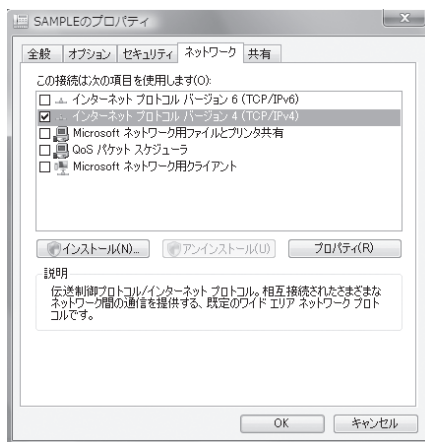 SAMPLEのプロパティ
全般 オプション セキュリティ ネットワーク 共有
この接続は次の項目を使用します(O):
インターネット プロトコル バージョン 6 (TCP/IPv6)
インターネット プロトコル バージョン 4 (TCP/IPv4)
Microsoft ネットワーク用ファイルとプリンタ共有
QoS パケット スケジューラ
Microsoft ネットワーク用クライアント
インストール(N)... アンインストール(U) プロパティ(R)
説明
伝送制御プロトコル/インターネット プロトコル。相互接続されたさまざまな
ネットワーク間の通信を提供する、既定のワイド エリア ネットワーク プロト
コルです。
OK キャンセル